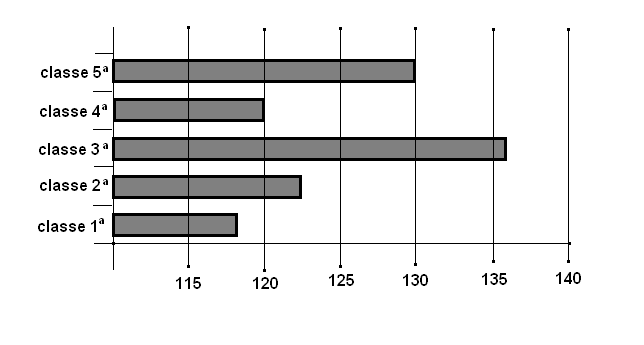 classe 5ª
classe 4ª
classe 3ª
classe 2ª
classe 1ª
115 120 125 130 135 140